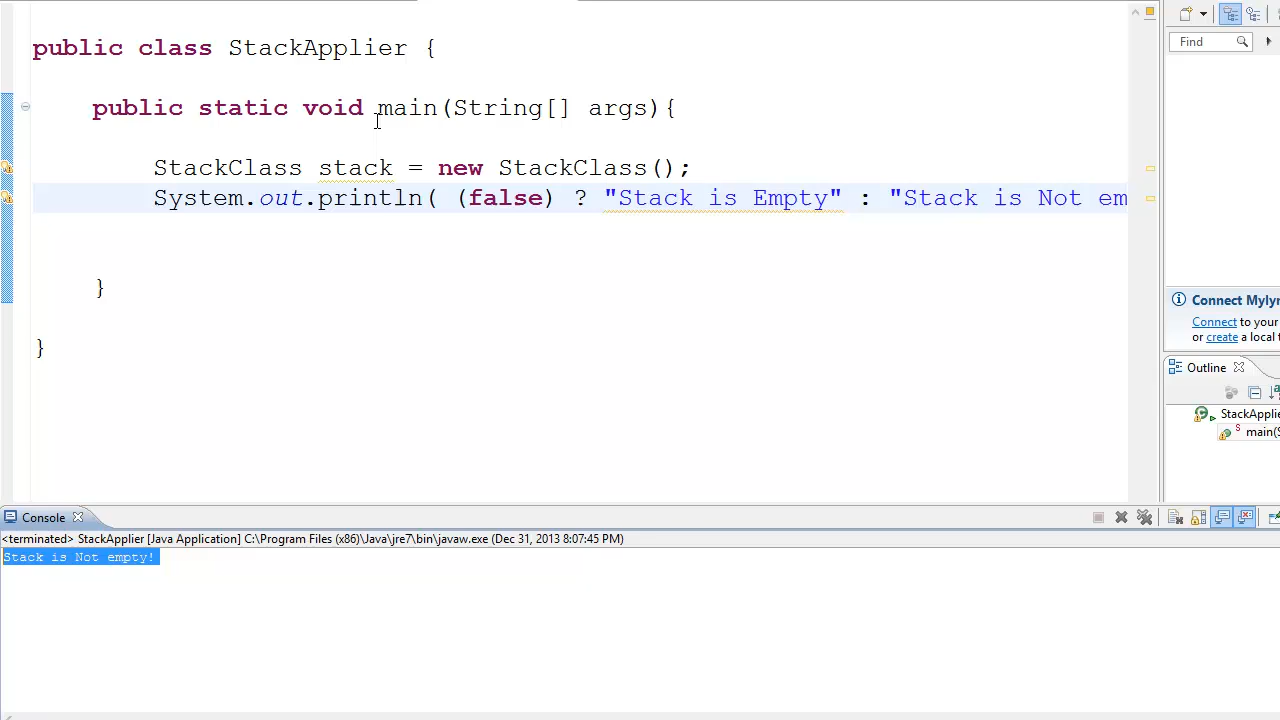 public class StackApplier {
Find
public static void main(String[] args){
StackClass stack = new StackClass();
System.out.println( (false) ? "Stack is Empty" : "Stack is Not em
}
}
Connect Mylyn
Connect to your
or create a local t
Outline
StackApplie
main(S
Console
<terminated> StackApplier [Java Application] C:\Program Files (x86)\Java\jre7\bin\javaw.exe (Dec 31, 2013 8:07:45 PM)
Stack is Not empty!